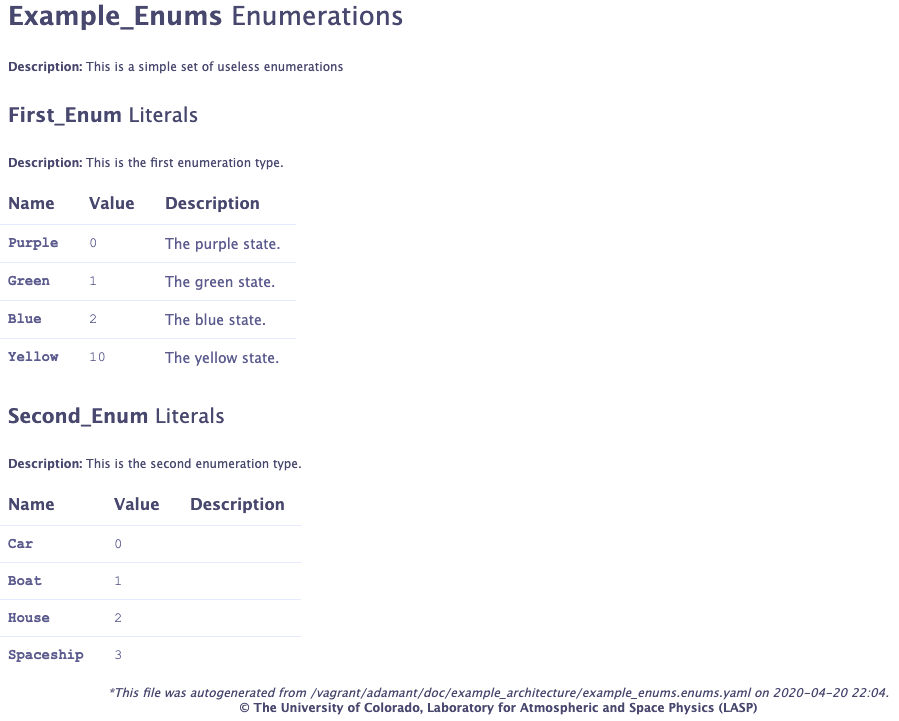 Example_Enums Enumerations
Description: This is a simple set of useless enumerations
First_Enum Literals
Description: This is the first enumeration type.
Name Value Description
Purple 0 The purple state.
Green 1 The green state.
Blue 2 The blue state.
Yellow 10 The yellow state.
Second_Enum Literals
Description: This is the second enumeration type.
Name Value Description
Car 0
Boat 1
House 2
Spaceship 3
*This file was autogenerated from /vagrant/adamant/doc/example_architecture/example_enums.enums.yaml on 2020-04-20 22:04.
© The University of Colorado, Laboratory for Atmospheric and Space Physics (LASP)